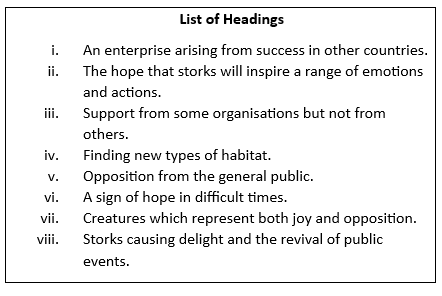 List of Headings
i. An enterprise arising from success in other countries.
ii. The hope that storks will inspire a range of emotions
and actions.
iii. Support from some organisations but not from
others.
iv. Finding new types of habitat.
v. Opposition from the general public.
vi. A sign of hope in difficult times.
vii. Creatures which represent both joy and opposition.
viii. Storks causing delight and the revival of public
events.